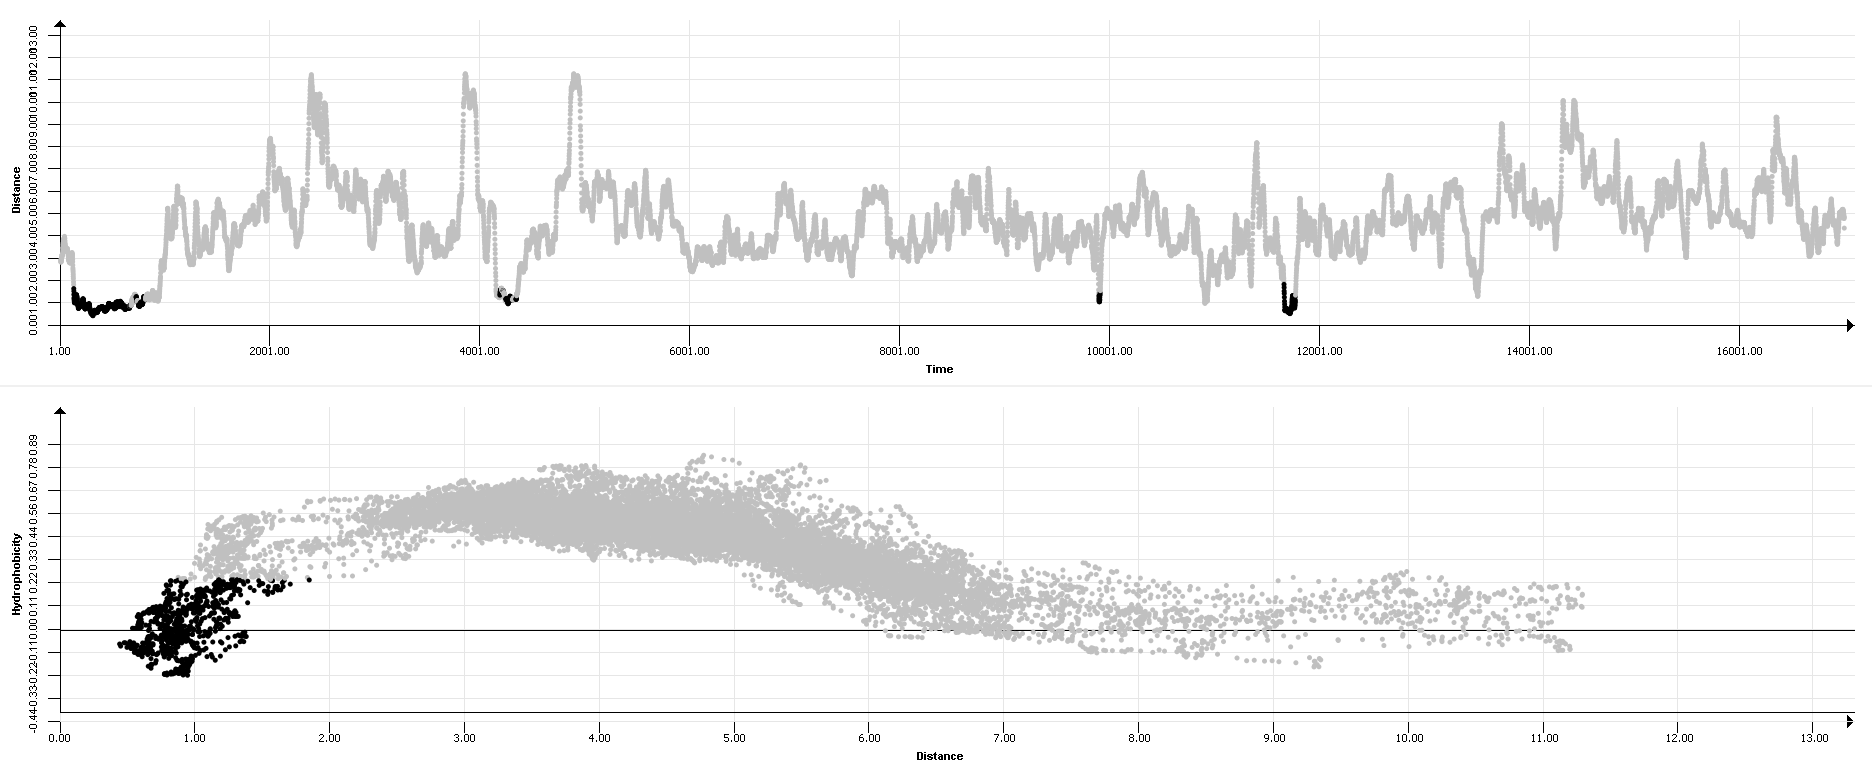 Distance
0.00 1.00 2.00 3.00 4.00 5.00 6.00 7.00 8.00 9.00 10.00 11.00 12.00 13.00
1.00 2001.00 4001.00 6001.00 8001.00 10001.00 12001.00 14001.00 16001.00
Time
Hydrophobicity
-0.44 -0.33 -0.22 -0.11 0.00 0.11 0.22 0.33 0.44 0.56 0.67 0.78 0.89
0.00 1.00 2.00 3.00 4.00 5.00 6.00 7.00 8.00 9.00 10.00 11.00 12.00 13.00
Distance